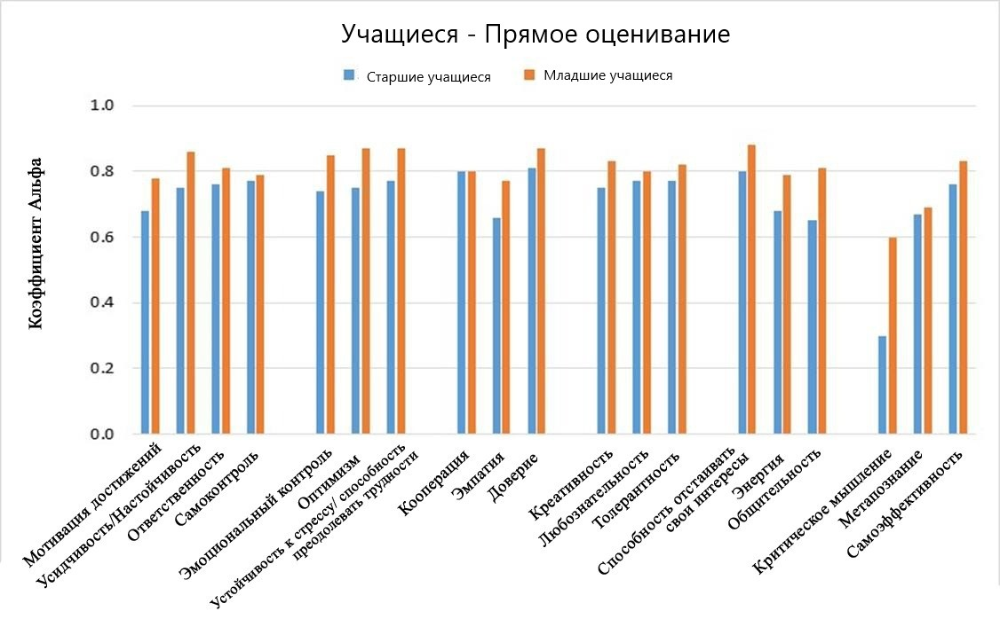 Учащиеся - Прямое оценивание
Старшие учащиеся
Младшие учащиеся
Коэффициент Альфа
1.0
0.8
0.6
0.4
0.2
0.0
Мотивация достижений
Усидчивость/Настойчивость
Ответственность
Самоконтроль
Эмоциональный контроль
Оптимизм
Устойчивость к стрессу/ способность
преодолевать трудности
Кооперация
Эмпатия
Доверие
Креативность
Любознательность
Толерантность
Способность отстаивать
свои интересы
Энергия
Общительность
Критическое мышление
Метапознание
Самоэффективность